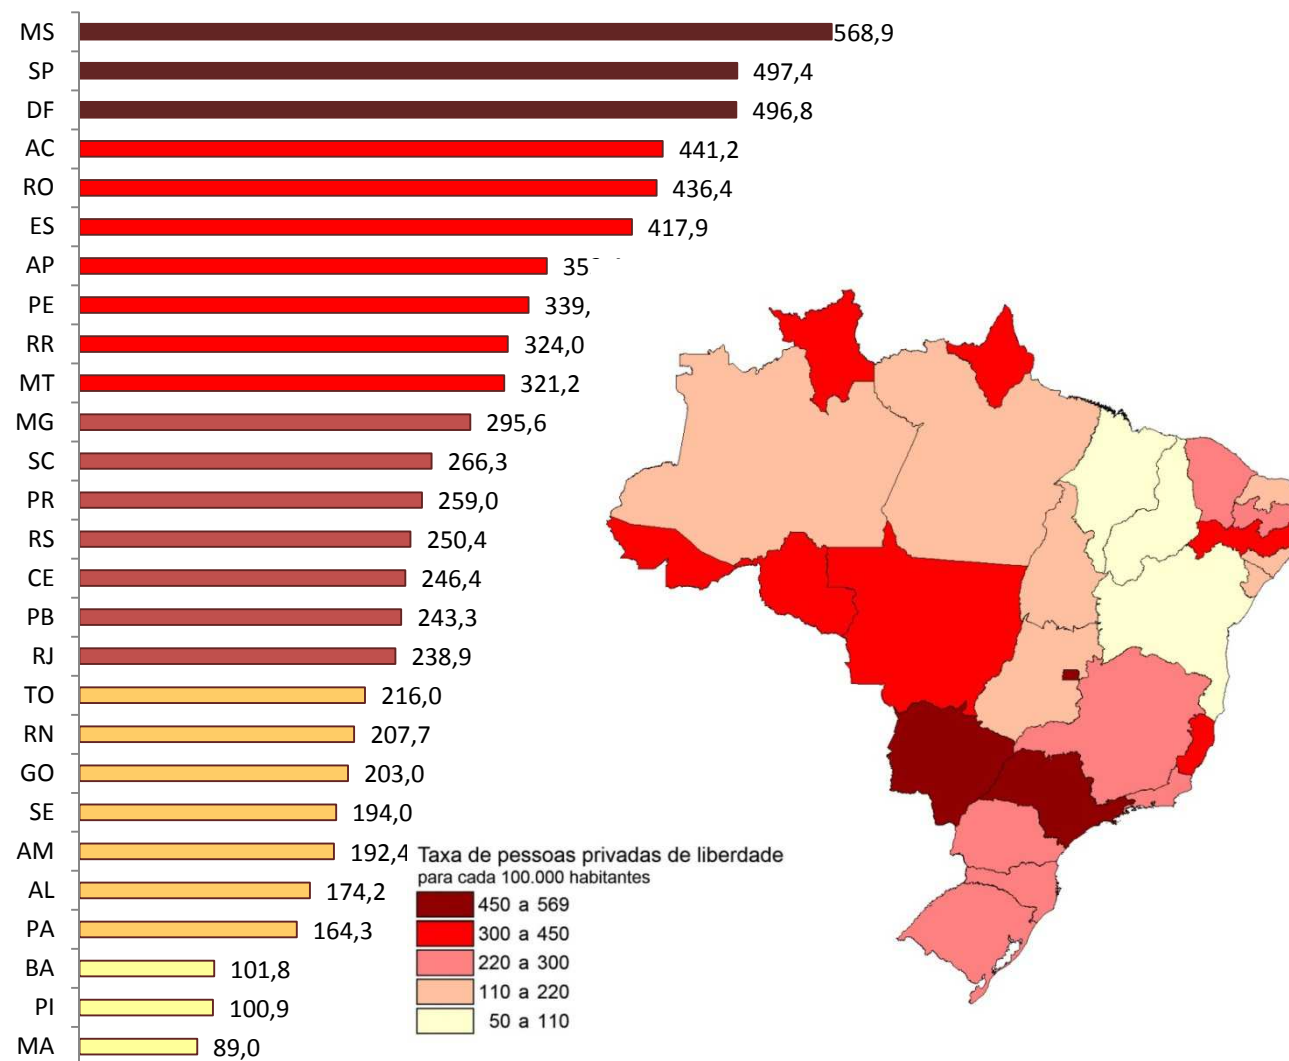 MS 568,9
SP 497,4
DF 496,8
AC 441,2
RO 436,4
ES 417,9
AP 35
PE 339,
RR 324,0
MT 321,2
MG 295,6
SC 266,3
PR 259,0
RS 250,4
CE 246,4
PB 243,3
RJ 238,9
TO 216,0
RN 207,7
GO 203,0
SE 194,0
AM 192,4
AL 174,2
PA 164,3
BA 101,8
PI 100,9
MA 89,0
Taxa de pessoas privadas de liberdade
para cada 100.000 habitantes
450 a 569
300 a 450
220 a 300
110 a 220
50 a 110